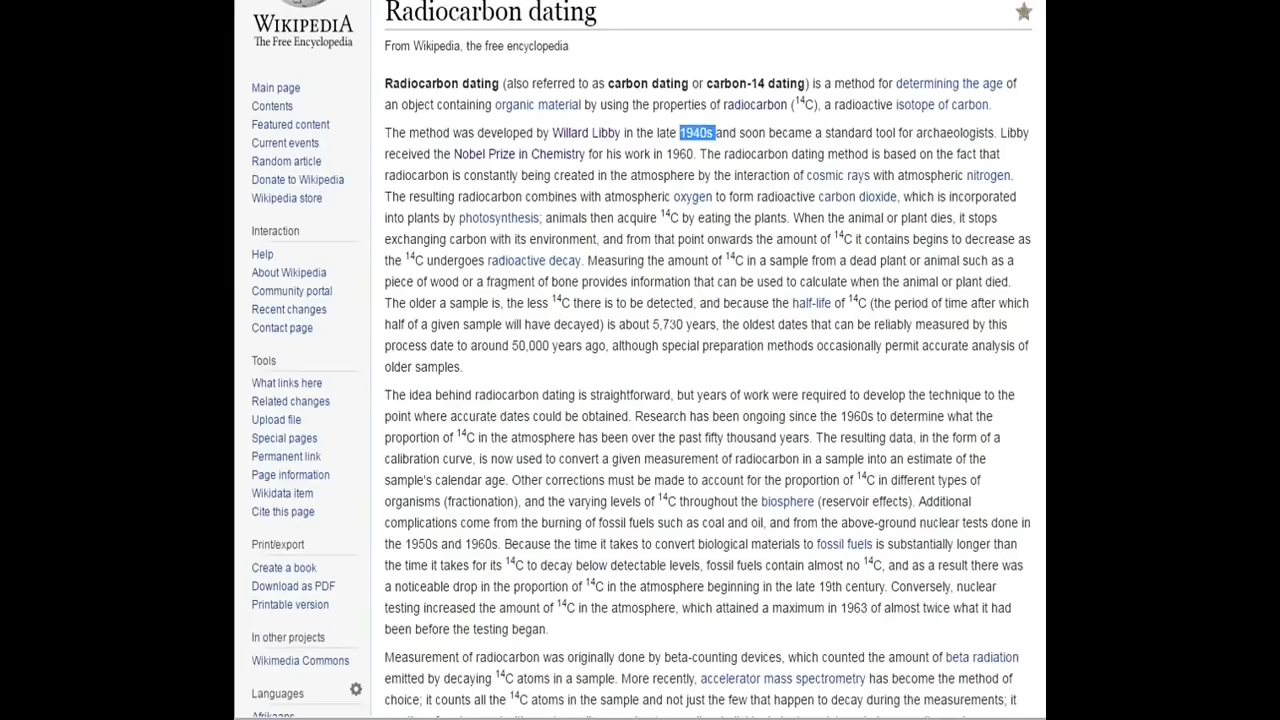 WIKIPEDIA
The Free Encyclopedia
Main page
Contents
Featured content
Current events
Random article
Donate to Wikipedia
Wikipedia store
Interaction
Help
About Wikipedia
Community portal
Recent changes
Contact page
Tools
What links here
Related changes
Upload file
Special pages
Permanent link
Page information
Wikidata item
Cite this page
Print/export
Create a book
Download as PDF
Printable version
In other projects
Wikimedia Commons
Languages
Afrikaans
Radiocarbon dating
From Wikipedia, the free encyclopedia
Radiocarbon dating (also referred to as carbon dating or carbon-14 dating) is a method for determining the age of
an object containing organic material by using the properties of radiocarbon (14C), a radioactive isotope of carbon.
The method was developed by Willard Libby in the late 1940s and soon became a standard tool for archaeologists. Libby
received the Nobel Prize in Chemistry for his work in 1960. The radiocarbon dating method is based on the fact that
radiocarbon is constantly being created in the atmosphere by the interaction of cosmic rays with atmospheric nitrogen.
The resulting radiocarbon combines with atmospheric oxygen to form radioactive carbon dioxide, which is incorporated
into plants by photosynthesis; animals then acquire 14C by eating the plants. When the animal or plant dies, it stops
exchanging carbon with its environment, and from that point onwards the amount of 14C it contains begins to decrease as
the 14C undergoes radioactive decay. Measuring the amount of 14C in a sample from a dead plant or animal such as a
piece of wood or a fragment of bone provides information that can be used to calculate when the animal or plant died.
The older a sample is, the less 14C there is to be detected, and because the half-life of 14C (the period of time after which
half of a given sample will have decayed) is about 5,730 years, the oldest dates that can be reliably measured by this
process date to around 50,000 years ago, although special preparation methods occasionally permit accurate analysis of
older samples.
The idea behind radiocarbon dating is straightforward, but years of work were required to develop the technique to the
point where accurate dates could be obtained. Research has been ongoing since the 1960s to determine what the
proportion of 14C in the atmosphere has been over the past fifty thousand years. The resulting data, in the form of a
calibration curve, is now used to convert a given measurement of radiocarbon in a sample into an estimate of the
sample's calendar age. Other corrections must be made to account for the proportion of 14C in different types of
organisms (fractionation), and the varying levels of 14C throughout the biosphere (reservoir effects). Additional
complications come from the burning of fossil fuels such as coal and oil, and from the above-ground nuclear tests done in
the 1950s and 1960s. Because the time it takes to convert biological materials to fossil fuels is substantially longer than
the time it takes for its 14C to decay below detectable levels, fossil fuels contain almost no 14C, and as a result there was
a noticeable drop in the proportion of 14C in the atmosphere beginning in the late 19th century. Conversely, nuclear
testing increased the amount of 14C in the atmosphere, which attained a maximum in 1963 of almost twice what it had
been before the testing began.
Measurement of radiocarbon was originally done by beta-counting devices, which counted the amount of beta radiation
emitted by decaying 14C atoms in a sample. More recently, accelerator mass spectrometry has become the method of
choice; it counts all the 14C atoms in the sample and not just the few that happen to decay during the measurements; it